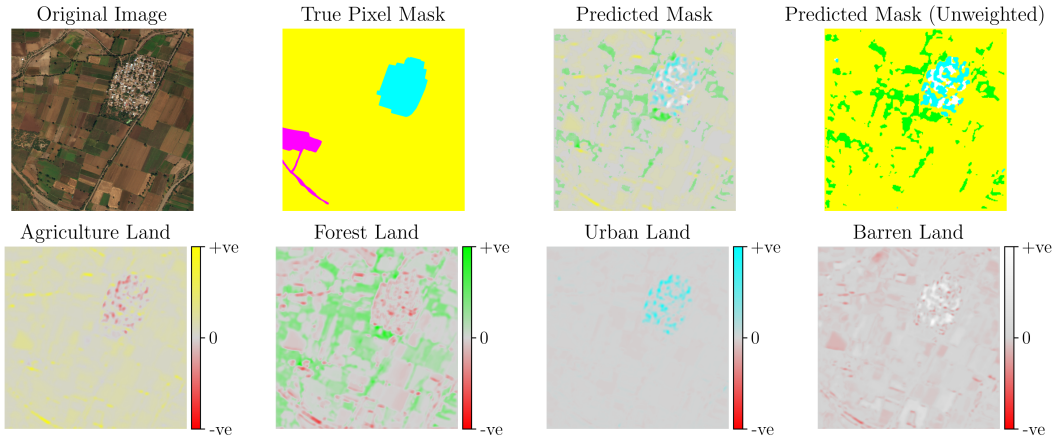 Original Image
True Pixel Mask
Predicted Mask
Predicted Mask (Unweighted)
Agriculture Land
+ve
0
-ve
Forest Land
+ve
0
-ve
Urban Land
+ve
0
-ve
Barren Land
+ve
0
-ve